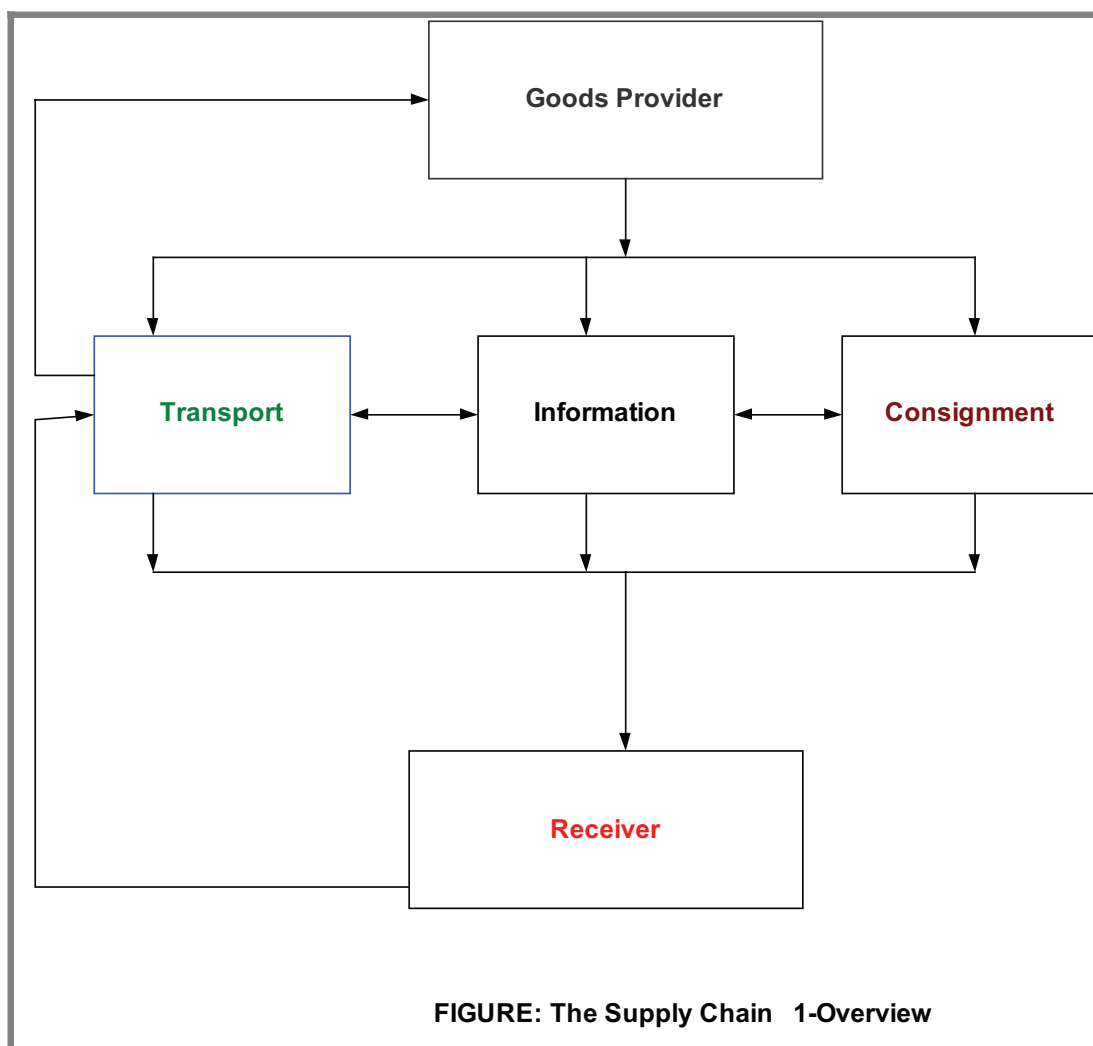 Goods Provider
Transport
Information
Consignment
Receiver
FIGURE: The Supply Chain 1-Overview